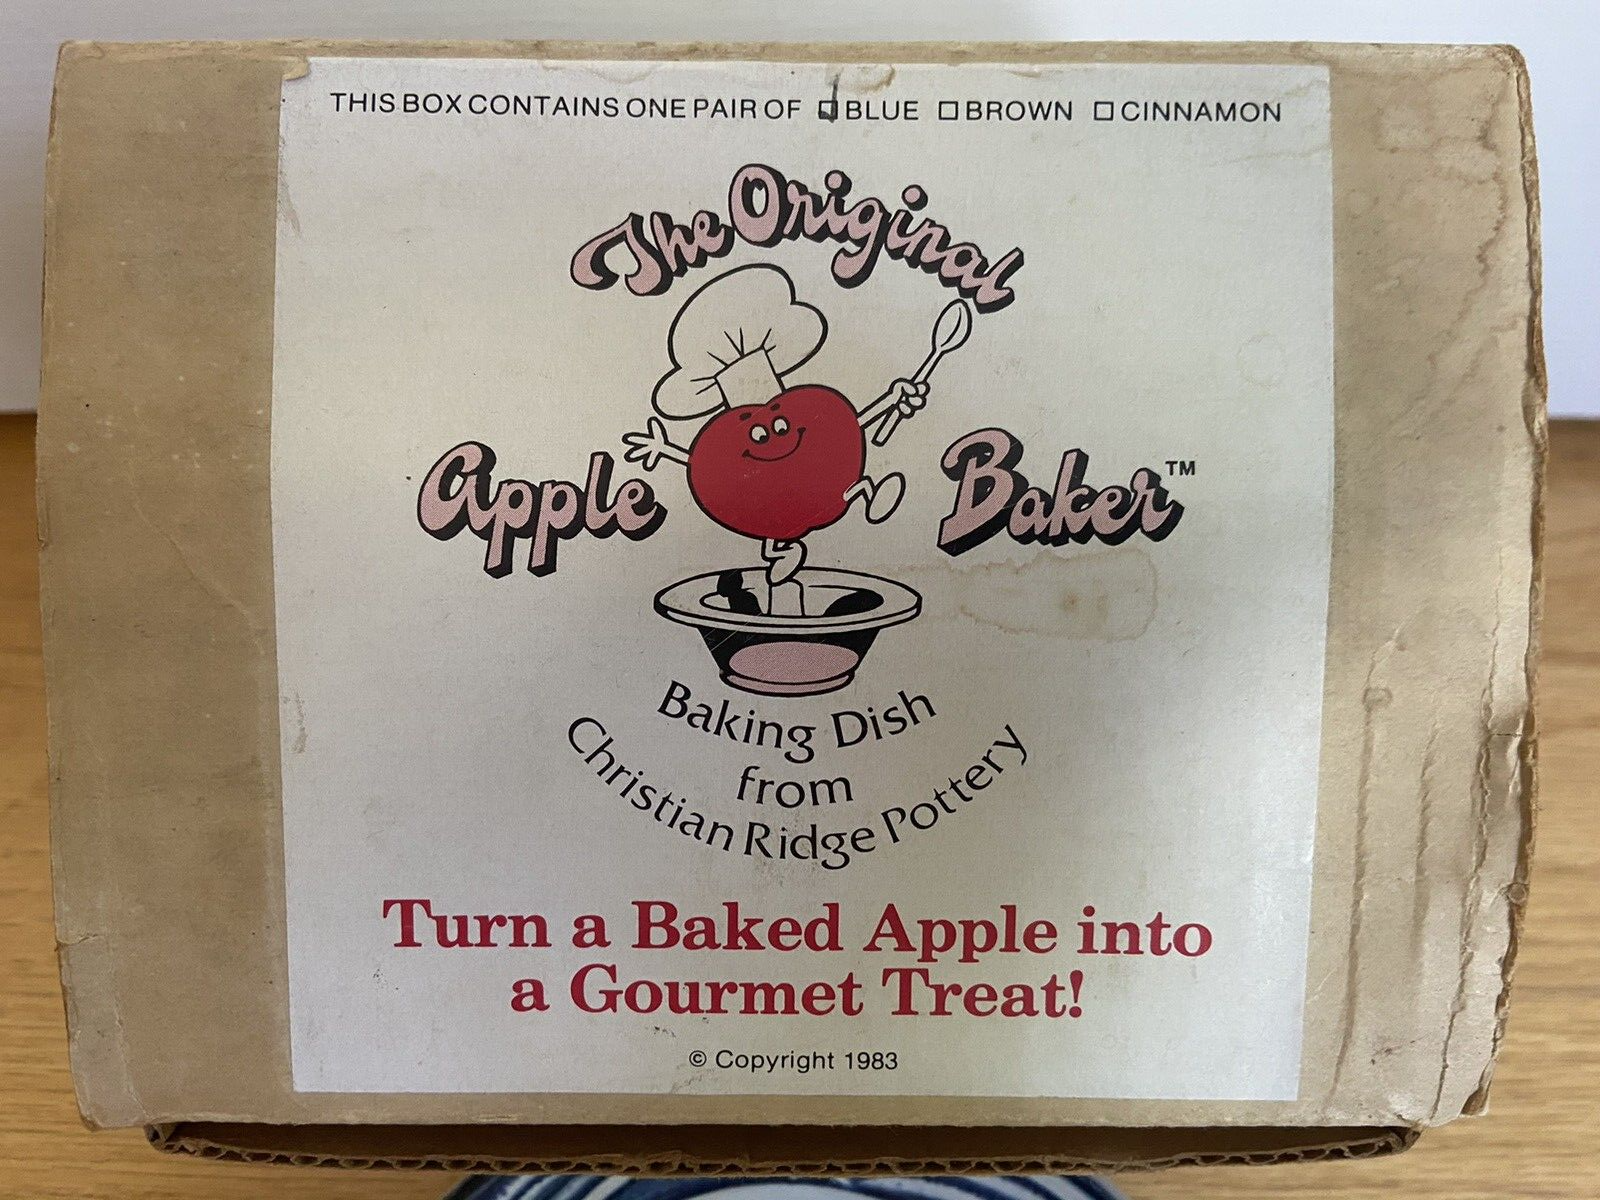 THIS BOX CONTAINS ONE PAIR OF ☑ BLUE ☐ BROWN ☐ CINNAMON
The Original
Apple Baker™
Baking Dish
from
Christian Ridge Pottery
Turn a Baked Apple into
a Gourmet Treat!
© Copyright 1983